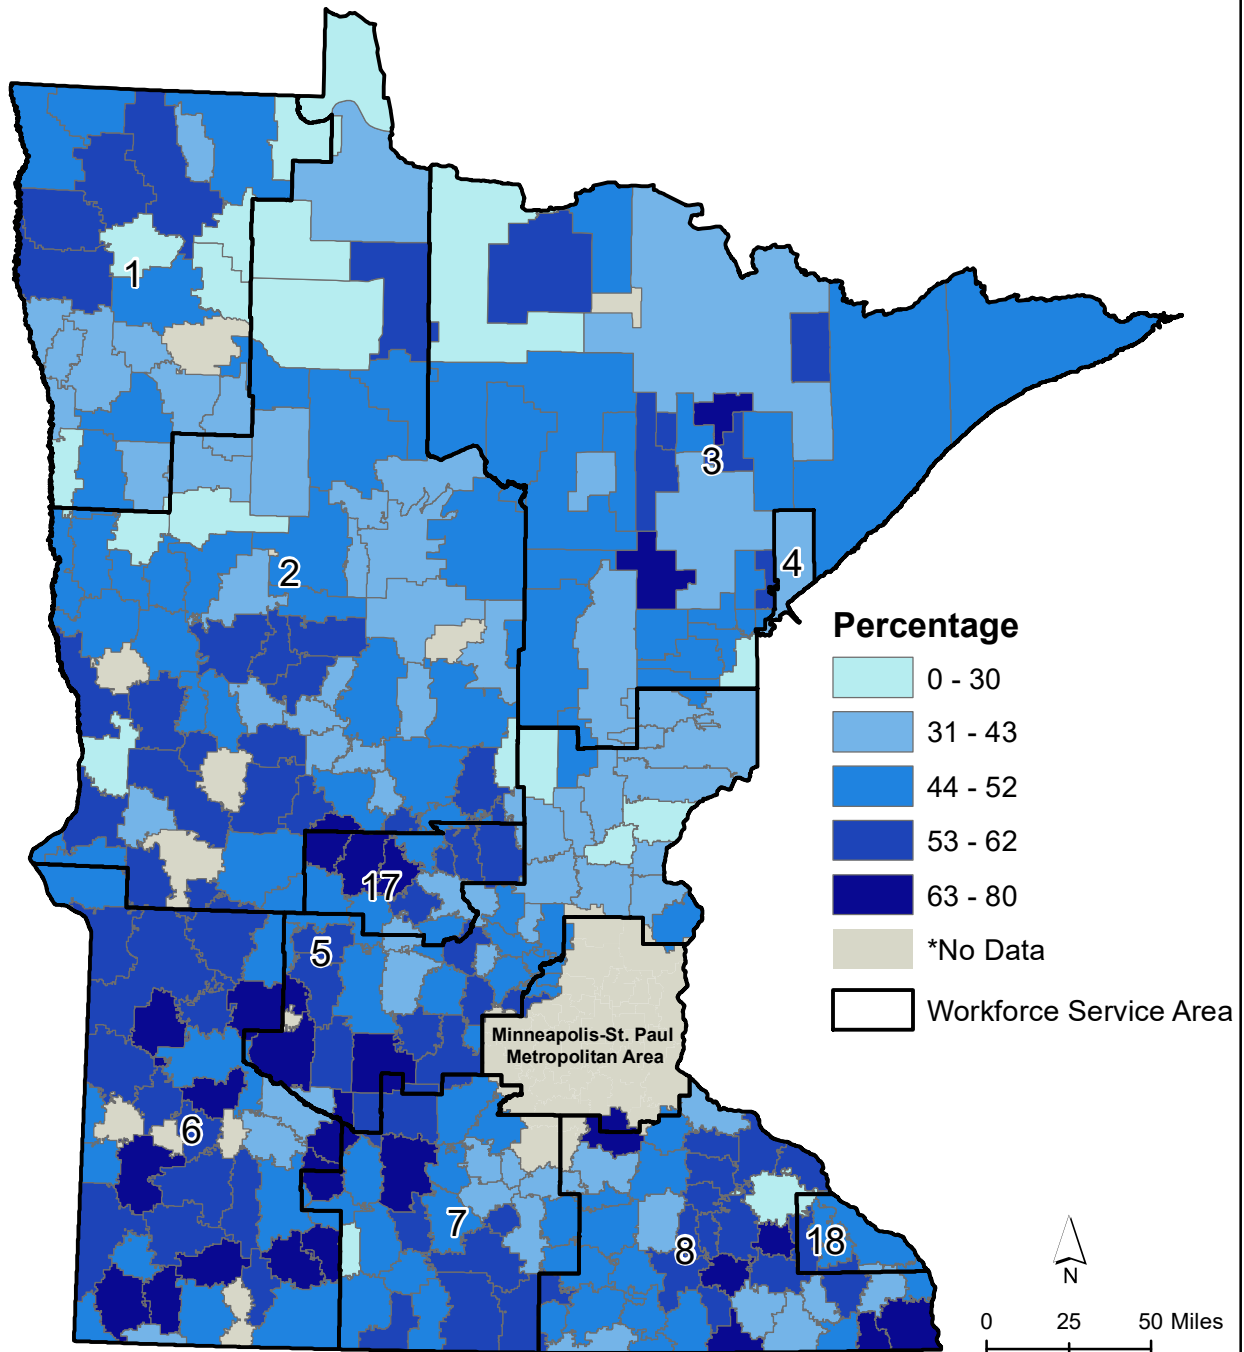 1
3
2
4
Percentage
0 - 30
31 - 43
44 - 52
53 - 62
63 - 80
*No Data
Workforce Service Area
17
5
Minneapolis-St. Paul
Metropolitan Area
6
7
8
18
N
0 25 50 Miles